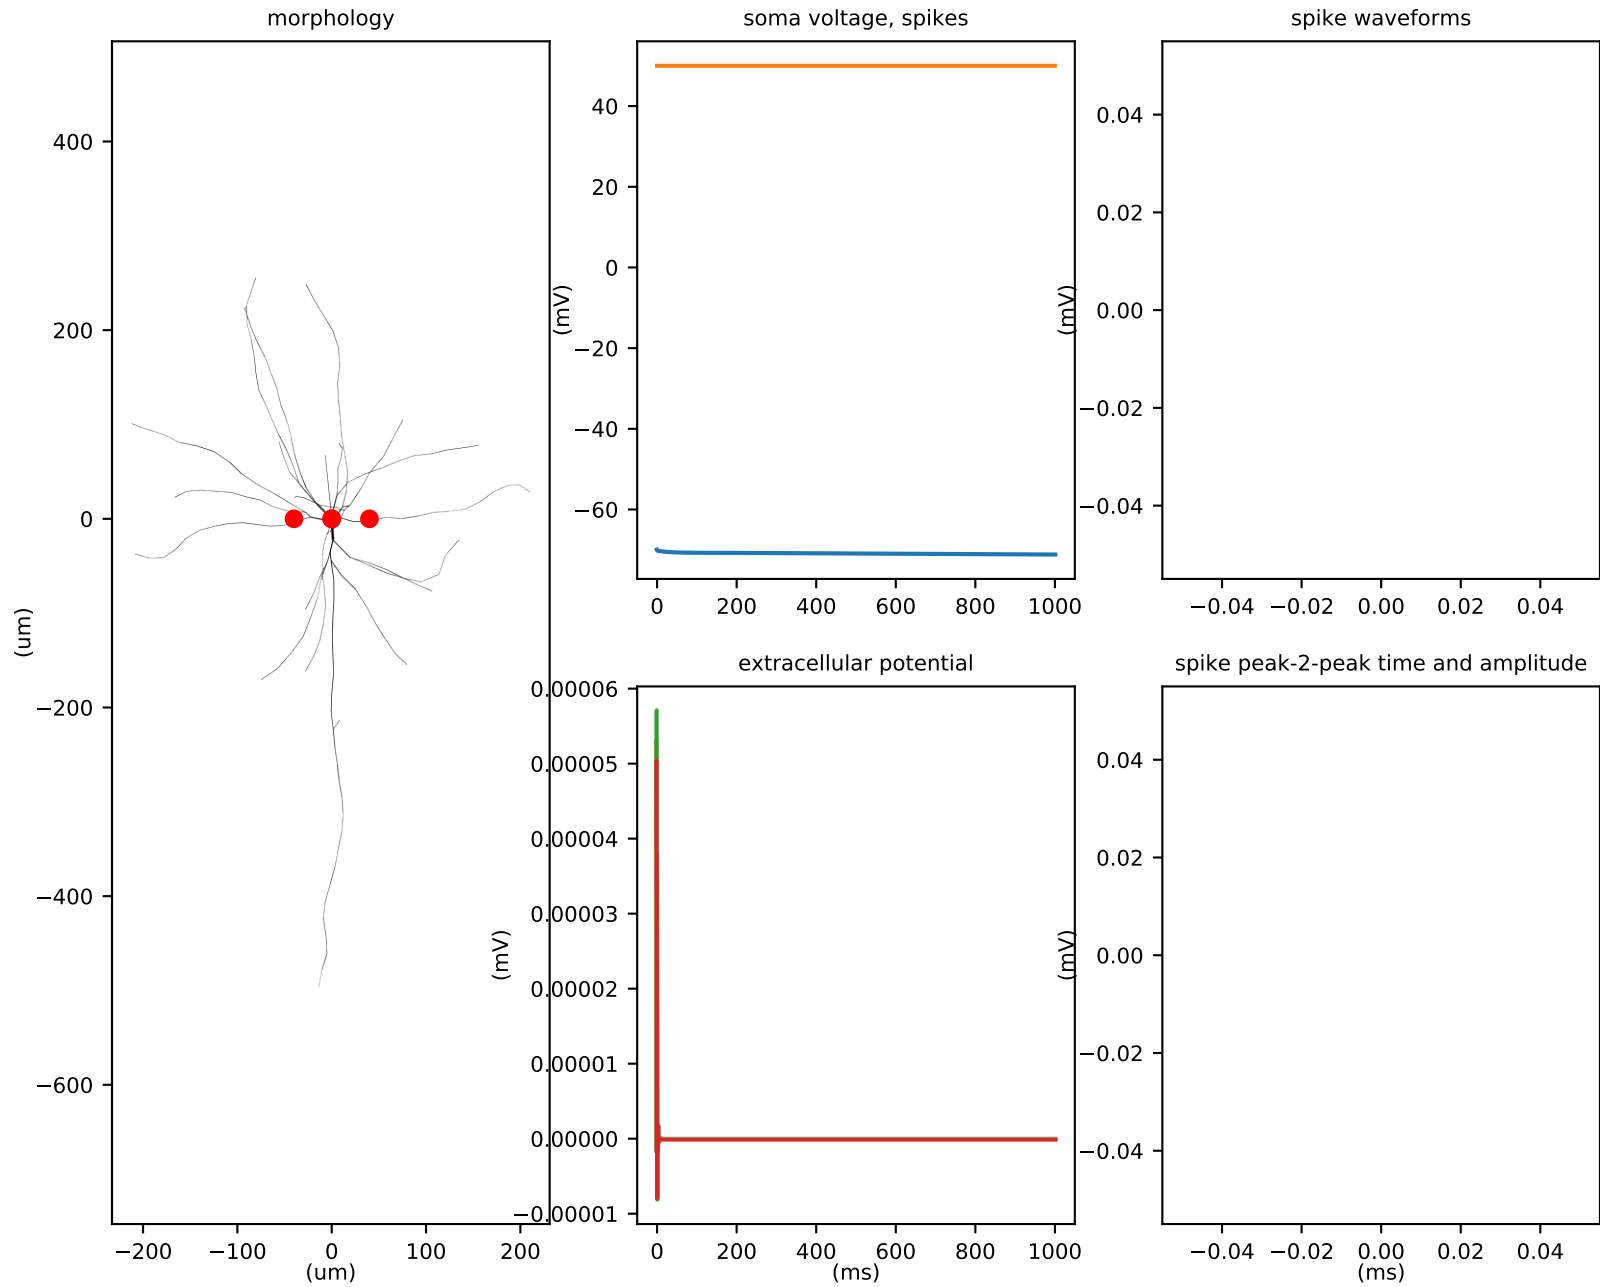 morphology
soma voltage, spikes
spike waveforms
400
200
0
−200
−400
−600
(um)
−200 −100 0 100 200
(um)
40
20
0
−20
−40
−60
(mV)
0 200 400 600 800 1000
0.04
0.02
0.00
−0.02
−0.04
(mV)
−0.04 −0.02 0.00 0.02 0.04
extracellular potential
spike peak-2-peak time and amplitude
0.00006
0.00005
0.00004
0.00003
0.00002
0.00001
0.00000
−0.00001
(mV)
0 200 400 600 800 1000
(ms)
0.04
0.02
0.00
−0.02
−0.04
(mV)
−0.04 −0.02 0.00 0.02 0.04
(ms)